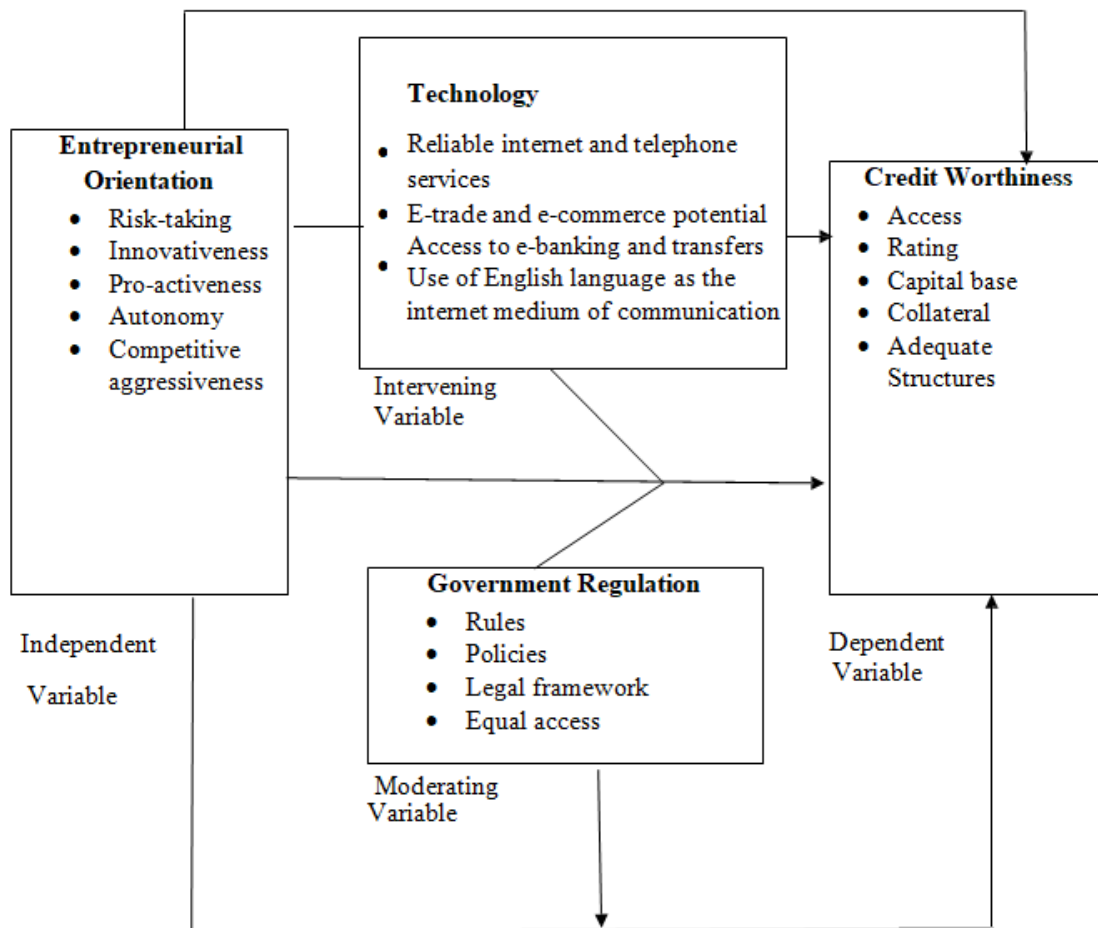 Technology
• Reliable internet and telephone
services
• E-trade and e-commerce potential
Access to e-banking and transfers
• Use of English language as the
internet medium of communication
Intervening
Variable
Entrepreneurial
Orientation
• Risk-taking
• Innovativeness
• Pro-activeness
• Autonomy
• Competitive
aggressiveness
Independent
Variable
Credit Worthiness
• Access
• Rating
• Capital base
• Collateral
• Adequate
Structures
Dependent
Variable
Government Regulation
• Rules
• Policies
• Legal framework
• Equal access
Moderating
Variable